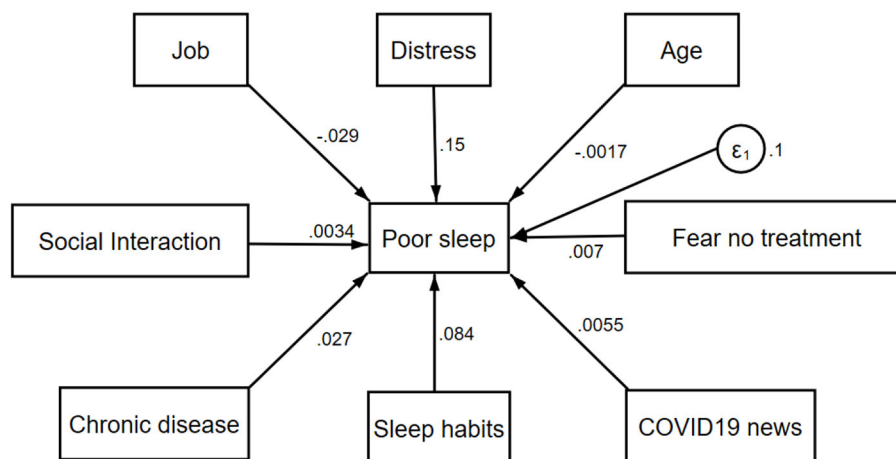 Job
Distress
Age
-.029
.15
-.0017
ε₁
.1
Social Interaction
.0034
Poor sleep
.007
Fear no treatment
.027
.084
.0055
Chronic disease
Sleep habits
COVID19 news